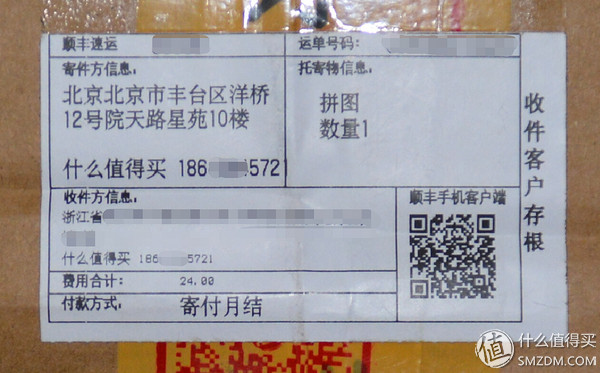 顺丰速运
运单号码:
寄件方信息:
托寄物信息:
北京北京市丰台区洋桥
12号院天路星苑10楼
拼图
数量1
什么值得买 186 5721
收件方信息:
浙江省
什么值得买 186 5721
顺丰手机客户端
费用合计: 24.00
付款方式: 寄付月结
收件客户存根
值 什么值得买
SMZDM.COM